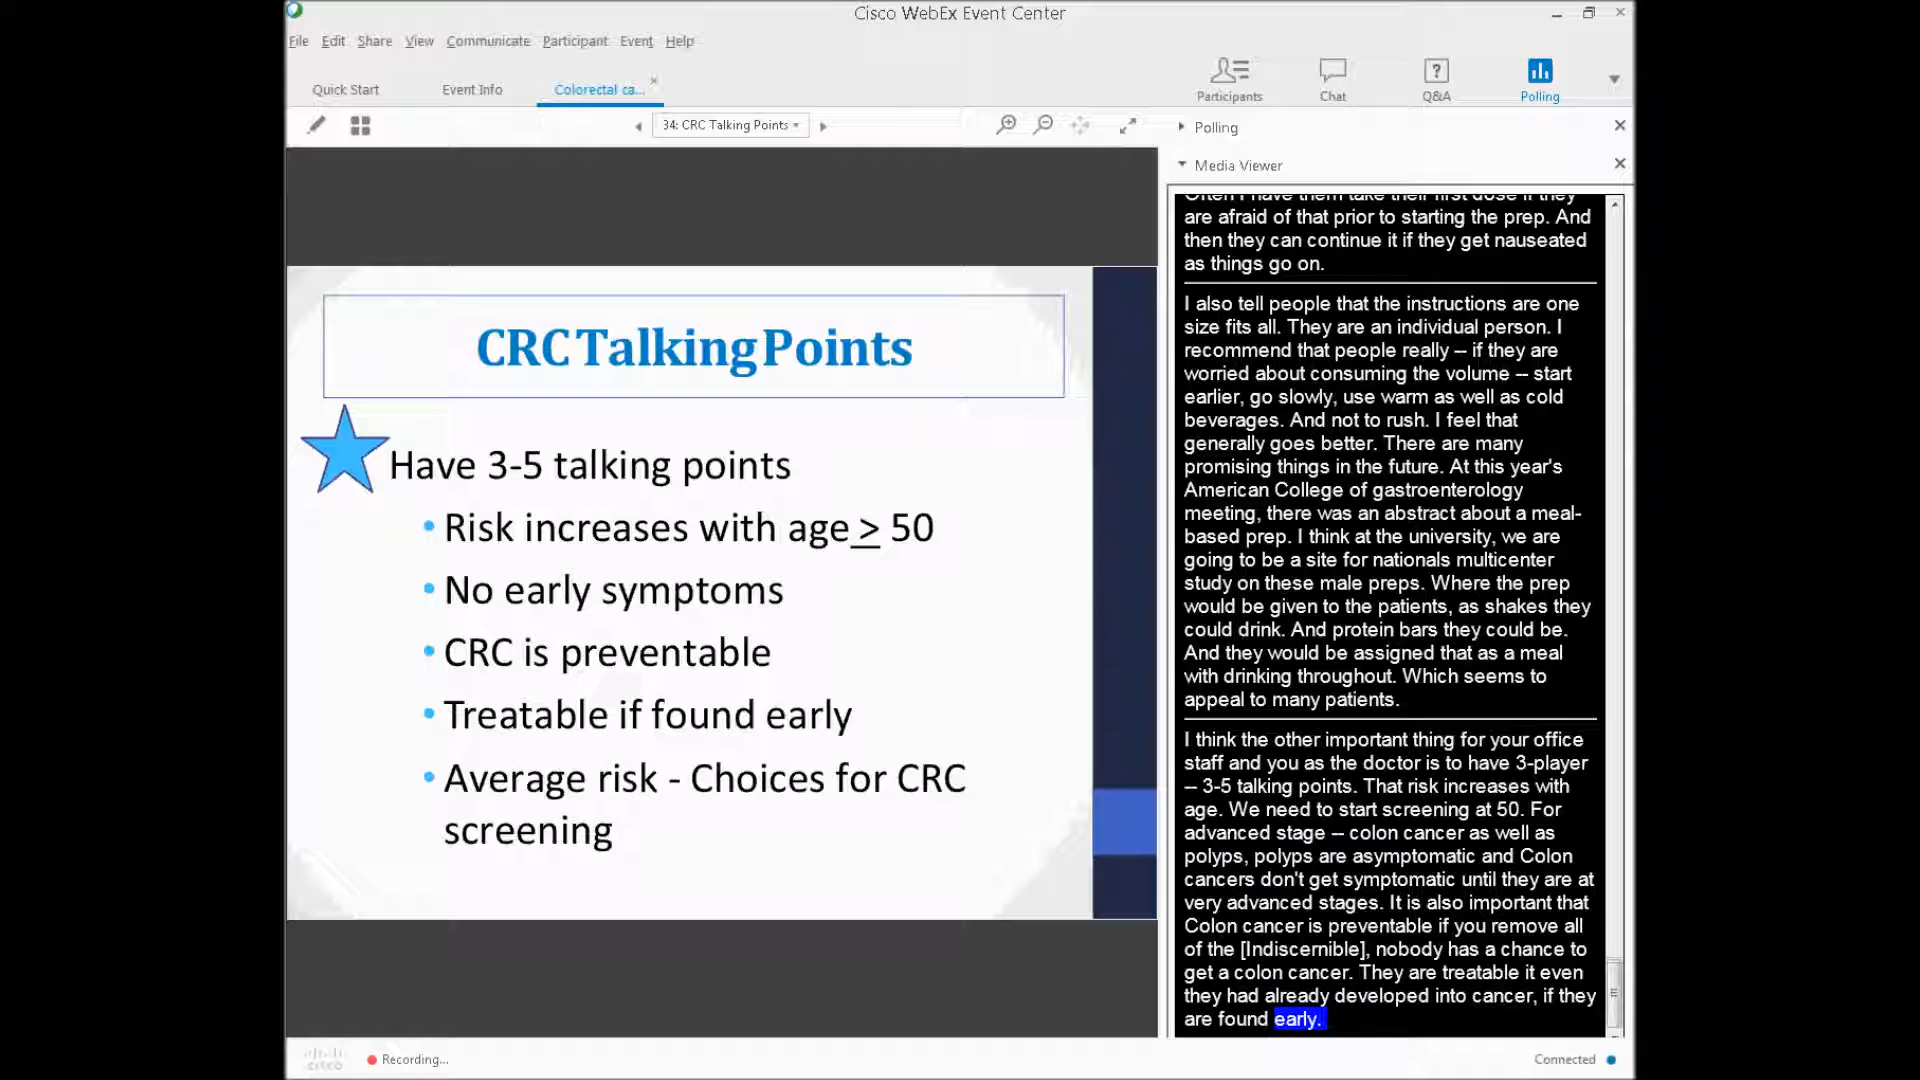 Cisco WebEx Event Center
File Edit Share View Communicate Participant Event Help
Quick Start Event Info Colorectal ca...
Participants Chat Q&A Polling
34: CRC Talking Points
Polling
Media Viewer
CRC Talking Points
Have 3-5 talking points
• Risk increases with age > 50
• No early symptoms
• CRC is preventable
• Treatable if found early
• Average risk - Choices for CRC
screening
Often I have them take their first dose if they
are afraid of that prior to starting the prep. And
then they can continue it if they get nauseated
as things go on.
I also tell people that the instructions are one
size fits all. They are an individual person. I
recommend that people really -- if they are
worried about consuming the volume -- start
earlier, go slowly, use warm as well as cold
beverages. And not to rush. I feel that
generally goes better. There are many
promising things in the future. At this year's
American College of gastroenterology
meeting, there was an abstract about a meal-
based prep. I think at the university, we are
going to be a site for nationals multicenter
study on these male preps. Where the prep
would be given to the patients, as shakes they
could drink. And protein bars they could be.
And they would be assigned that as a meal
with drinking throughout. Which seems to
appeal to many patients.
I think the other important thing for your office
staff and you as the doctor is to have 3-player
-- 3-5 talking points. That risk increases with
age. We need to start screening at 50. For
advanced stage -- colon cancer as well as
polyps, polyps are asymptomatic and Colon
cancers don't get symptomatic until they are at
very advanced stages. It is also important that
Colon cancer is preventable if you remove all
of the [Indiscernible], nobody has a chance to
get a colon cancer. They are treatable it even
they had already developed into cancer, if they
are found early.
cisco Recording...
Connected